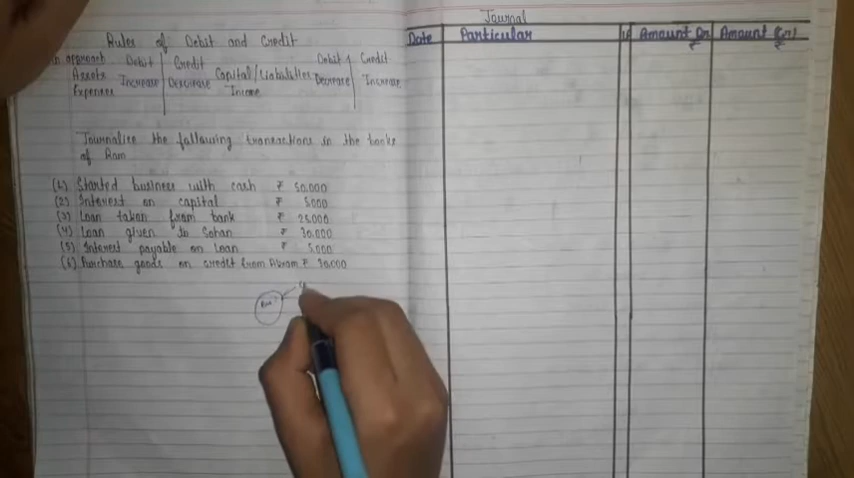 Rules of Debit and Credit
approach Debit Credit Debit Credit
Assets Increase Decrease Capital/Liabilities Decrease Increase
Expenses Income
Journalise the following transactions in the books
of Ram
(1) Started business with cash ₹ 50,000
(2) Interest on capital ₹ 5000
(3) Loan taken from bank ₹ 25000
(4) Loan given to Sohan ₹ 30,000
(5) Interest payable on Loan ₹ 5,000
(6) Purchase goods on credit from ₹ 30,000
Journal
Date Particular Amount Dr ₹ Amount (Cr) ₹